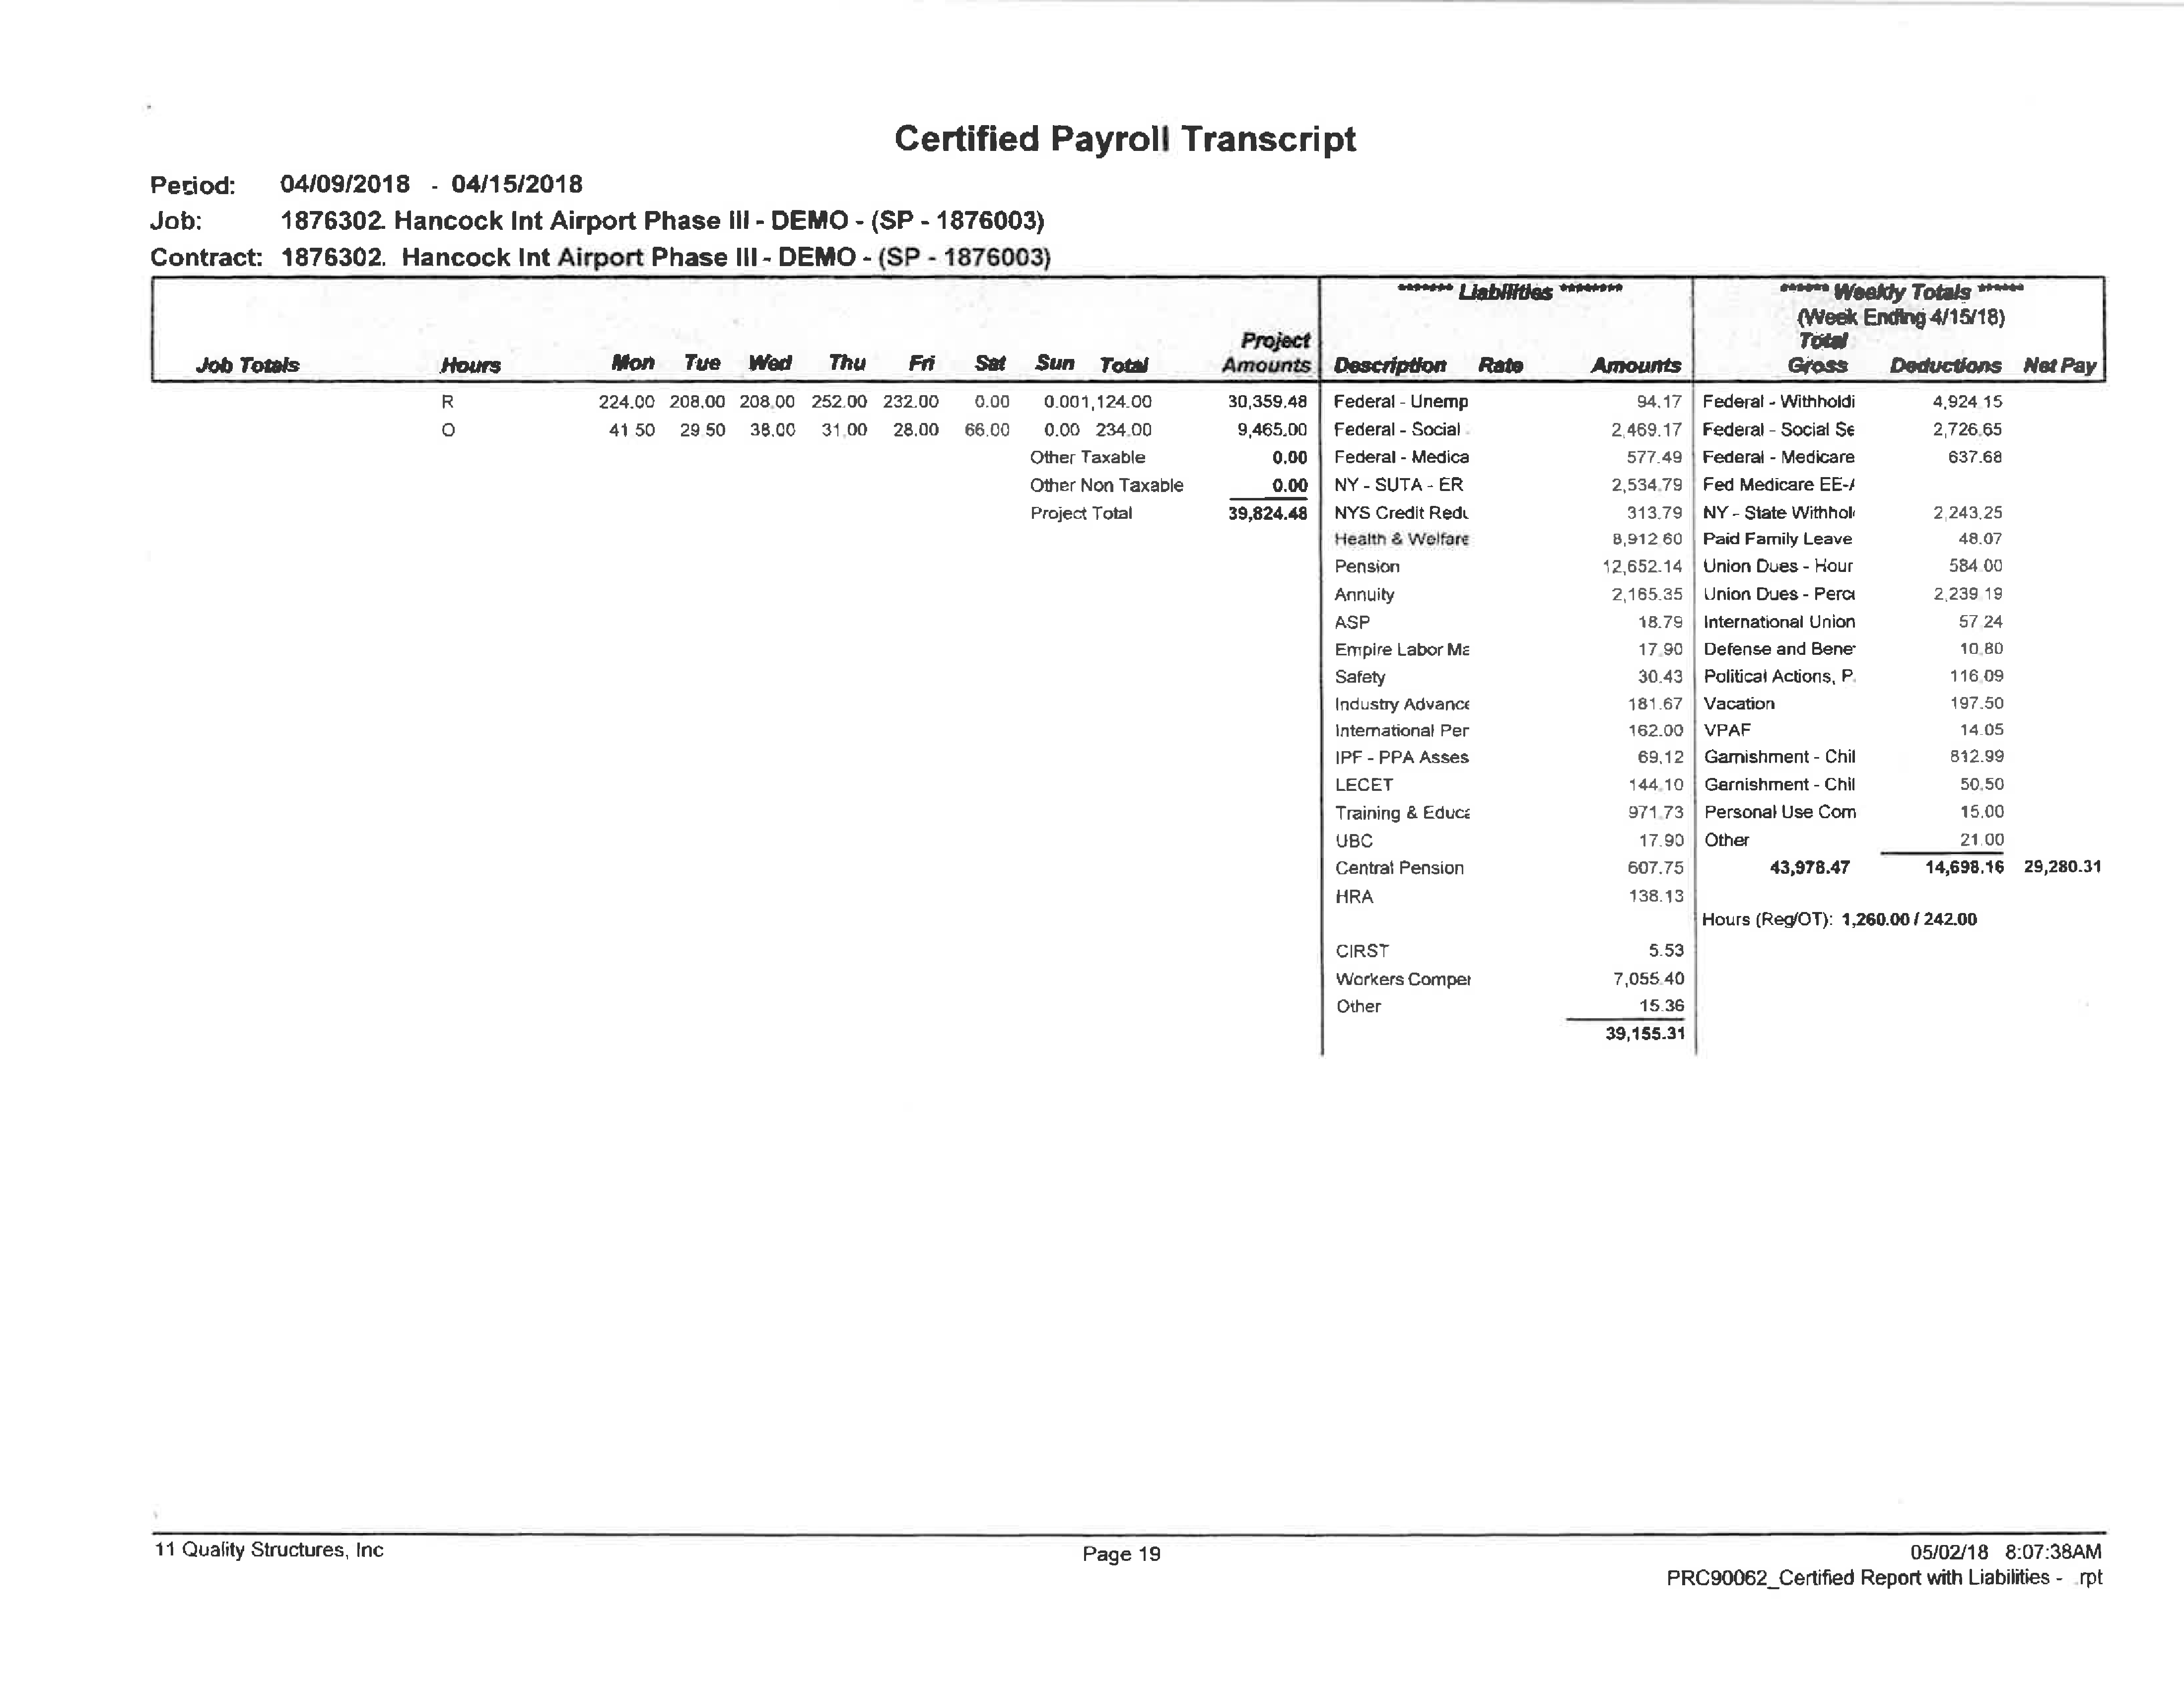 Certified Payroll Transcript
Period: 04/09/2018 - 04/15/2018
Job: 1876302. Hancock Int Airport Phase III - DEMO - (SP - 1876003)
Contract: 1876302. Hancock Int Airport Phase III - DEMO - (SP - 1876003)
******* Liabilities ******** ****** Weekly Totals ******
(Week Ending 4/15/18)
Project Total
Job Totals Hours Mon Tue Wed Thu Fri Sat Sun Total Amounts Description Rate Amounts Gross Deductions Net Pay
R 224.00 208.00 208.00 252.00 232.00 0.00 0.001,124.00 30,359.48 Federal - Unemp 94.17 Federal - Withholdi 4,924.15
O 41.50 29.50 38.00 31.00 28.00 66.00 0.00 234.00 9,465.00 Federal - Social 2,469.17 Federal - Social Se 2,726.65
Other Taxable 0.00 Federal - Medica 577.49 Federal - Medicare 637.68
Other Non Taxable 0.00 NY - SUTA - ER 2,534.79 Fed Medicare EE-A
Project Total 39,824.48 NYS Credit Redu 313.79 NY - State Withhol 2,243.25
Health & Welfare 8,912.60 Paid Family Leave 48.07
Pension 12,652.14 Union Dues - Hour 584.00
Annuity 2,165.35 Union Dues - Perce 2,239.19
ASP 18.79 International Union 57.24
Empire Labor Ma 17.90 Defense and Bene 10.80
Safety 30.43 Political Actions, P. 116.09
Industry Advance 181.67 Vacation 197.50
International Per 162.00 VPAF 14.05
IPF - PPA Asses 69.12 Garnishment - Chil 812.99
LECET 144.10 Garnishment - Chil 50.50
Training & Educa 971.73 Personal Use Com 15.00
UBC 17.90 Other 21.00
Central Pension 607.75 43,978.47 14,698.16 29,280.31
HRA 138.13
Hours (Reg/OT): 1,260.00 / 242.00
CIRST 5.53
Workers Compe 7,055.40
Other 15.36
39,155.31
11 Quality Structures, Inc Page 19 05/02/18 8:07:38AM
PRC90062_Certified Report with Liabilities - .rpt